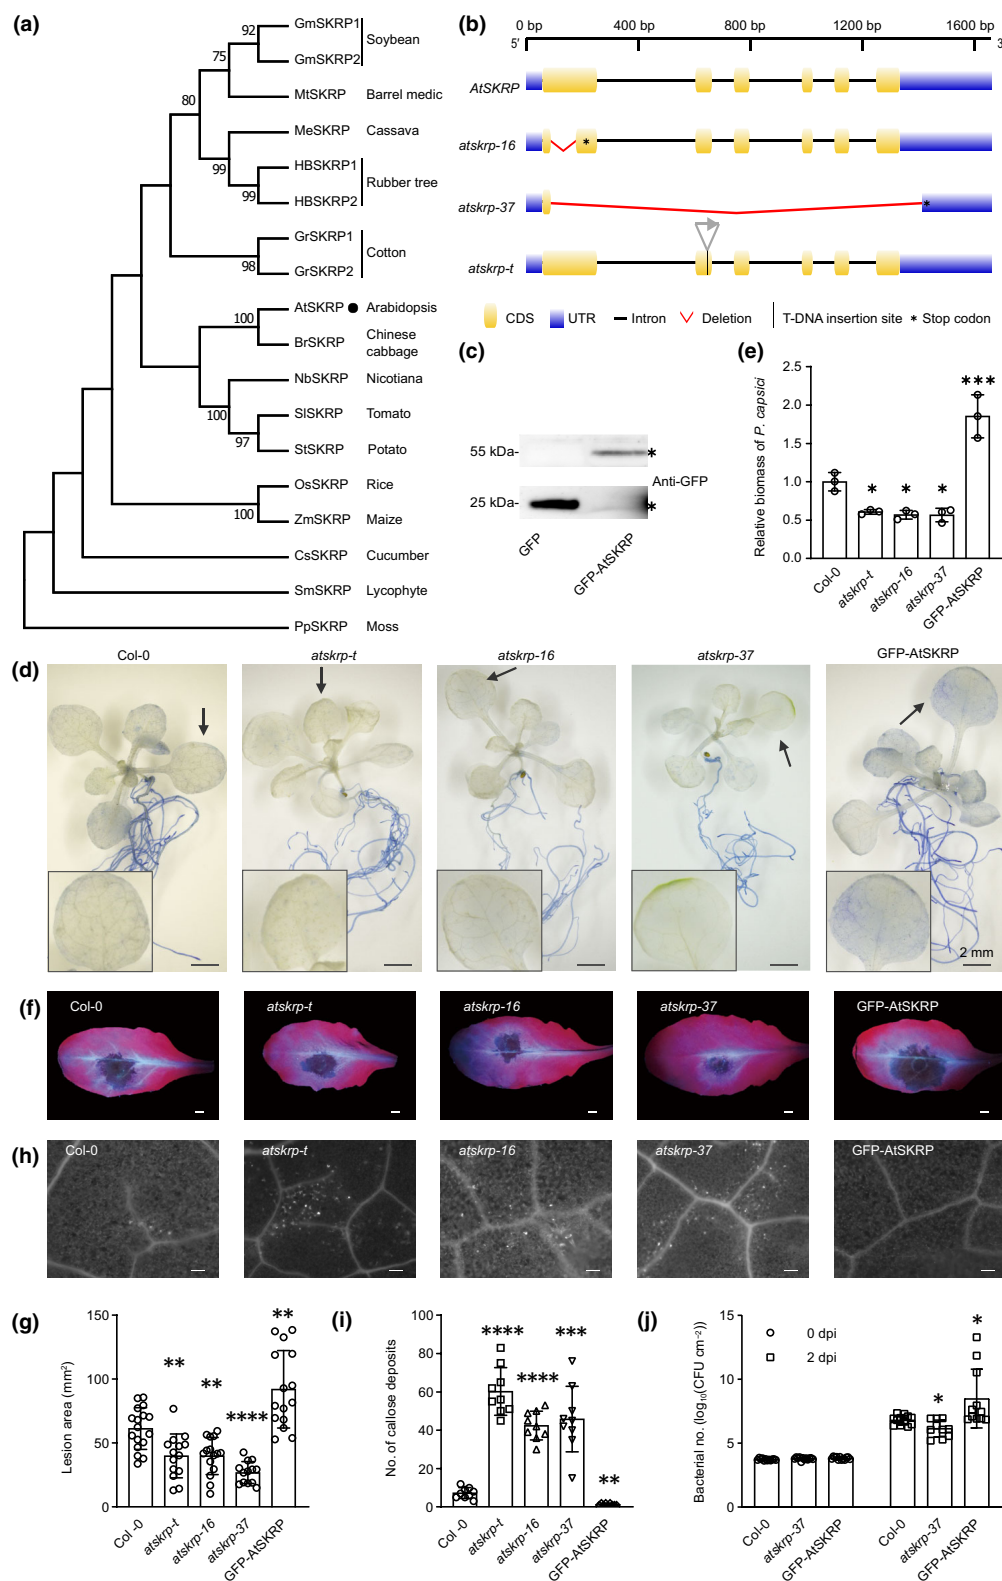 (a)
GmSKRP1
GmSKRP2
Soybean
MtSKRP Barrel medic
MeSKRP Cassava
HBSKRP1
HBSKRP2
Rubber tree
GrSKRP1
GrSKRP2
Cotton
AtSKRP Arabidopsis
BrSKRP Chinese cabbage
NbSKRP Nicotiana
SlSKRP Tomato
StSKRP Potato
OsSKRP Rice
ZmSKRP Maize
CsSKRP Cucumber
SmSKRP Lycophyte
PpSKRP Moss
92
75
80
99
99
98
100
100
97
100
(b)
0 bp 400 bp 800 bp 1200 bp 1600 bp
5′ 3
AtSKRP
atskrp-16
*
atskrp-37
*
atskrp-t
CDS UTR Intron Deletion T-DNA insertion site * Stop codon
(c)
55 kDa-
*
Anti-GFP
25 kDa-
*
GFP
GFP-AtSKRP
(e)
Relative biomass of P. capsici
2.5
2.0
1.5
1.0
0.5
0.0
* * * ***
Col-0
atskrp-t
atskrp-16
atskrp-37
GFP-AtSKRP
(d)
Col-0 atskrp-t atskrp-16 atskrp-37 GFP-AtSKRP
2 mm
(f)
Col-0 atskrp-t atskrp-16 atskrp-37 GFP-AtSKRP
(h)
Col-0 atskrp-t atskrp-16 atskrp-37 GFP-AtSKRP
(g)
Lesion area (mm²)
150
100
50
0
** ** **** **
Col -0
atskrp-t
atskrp-16
atskrp-37
GFP-AtSKRP
(i)
No. of callose deposits
100
80
60
40
20
0
**** **** *** **
Col -0
atskrp-t
atskrp-16
atskrp-37
GFP-AtSKRP
(j)
Bacterial no. (log₁₀(CFU cm⁻²))
15
10
5
0
0 dpi
2 dpi
* *
Col-0
atskrp-37
GFP-AtSKRP
Col-0
atskrp-37
GFP-AtSKRP